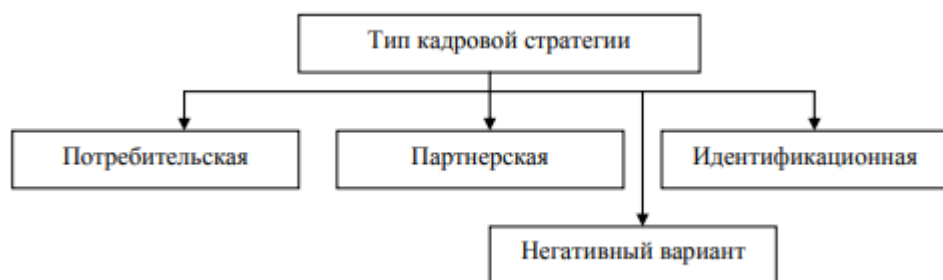 Тип кадровой стратегии
Потребительская
Партнерская
Идентификационная
Негативный вариант